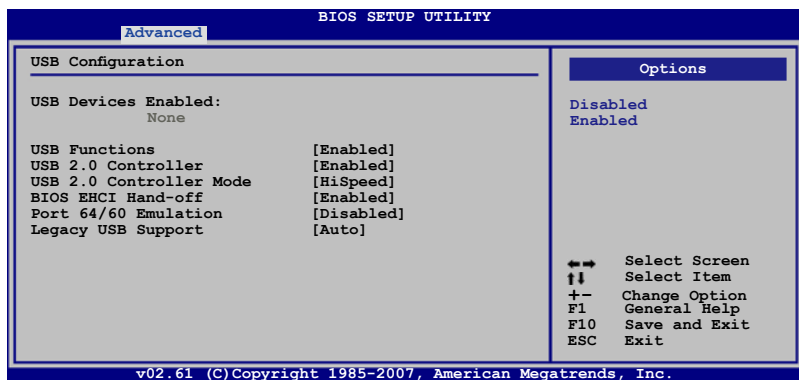 BIOS SETUP UTILITY
Advanced
USB Configuration
USB Devices Enabled:
None
USB Functions [Enabled]
USB 2.0 Controller [Enabled]
USB 2.0 Controller Mode [HiSpeed]
BIOS EHCI Hand-off [Enabled]
Port 64/60 Emulation [Disabled]
Legacy USB Support [Auto]
Options
Disabled
Enabled
←→ Select Screen
↑↓ Select Item
+- Change Option
F1 General Help
F10 Save and Exit
ESC Exit
v02.61 (C)Copyright 1985-2007, American Megatrends, Inc.